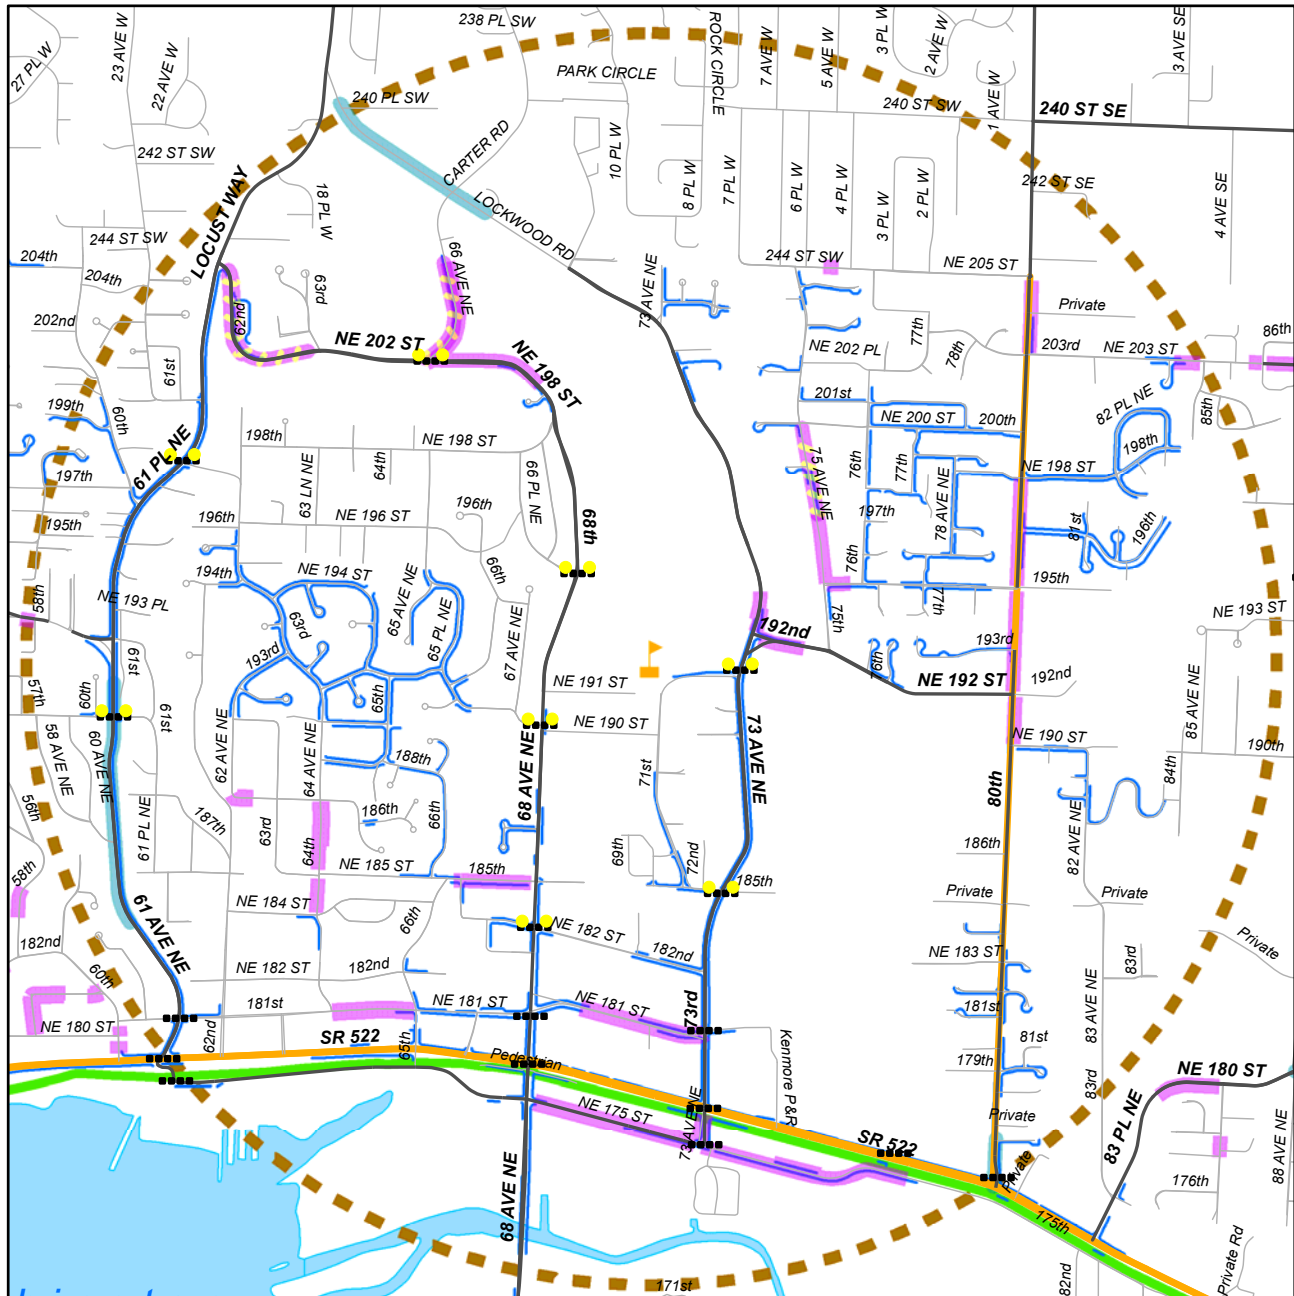 238 PL SW
27 PL W
23 AVE W
22 AVE W
ROCK CIRCLE
7 AVE W
5 AVE W
3 PL W
2 AVE W
3 AVE SE
PARK CIRCLE
240 PL SW
240 ST SW
1 AVE W
240 ST SE
CARTER RD
10 PL W
242 ST SW
18 PL W
LOCUST WAY
8 PL W
7 PL W
6 PL W
4 PL W
3 PL W
2 PL W
242 ST SE
4 AVE SE
LOCKWOOD RD
244 ST SW
204th
204th
66 AVE NE
73 AVE NE
244 ST SW
NE 205 ST
63rd
62nd
Private
202nd
NE 202 ST
NE 198 ST
NE 202 PL
77th
78th
203rd
NE 203 ST
86th
61st
199th
60th
201st
NE 200 ST
200th
82 PL NE
85th
61 PL NE
198th
NE 198 ST
64th
63 LN NE
66 PL NE
75 AVE NE
76th
77th
78 AVE NE
NE 198 ST
198th
197th
195th
196th
NE 196 ST
196th
68th
197th
81st
196th
194th
NE 194 ST
66th
76th
195th
58th
NE 193 PL
63rd
65 AVE NE
65 PL NE
67 AVE NE
77th
75th
192nd
NE 193 ST
193rd
61st
193rd
76th
NE 192 ST
192nd
57th
60th
61st
65th
NE 191 ST
NE 190 ST
85 AVE NE
58 AVE NE
60 AVE NE
62 AVE NE
64 AVE NE
188th
68 AVE NE
71st
73 AVE NE
NE 190 ST
190th
84th
80th
56th
61 PL NE
187th
63rd
186th
66th
64th
186th
82 AVE NE
58th
NE 185 ST
185th
69th
72nd
185th
61 AVE NE
NE 184 ST
66th
Private
Private
182nd
NE 182 ST
182nd
NE 182 ST
182nd
NE 183 ST
83rd
83 AVE NE
Private
60th
181st
NE 181 ST
NE 181 ST
73rd
181st
NE 180 ST
62nd
SR 522
65th
Pedestrian
Kenmore P&R
81st
179th
83rd
NE 180 ST
NE 175 ST
73 AVE NE
SR 522
Private
83 PL NE
88 AVE NE
68 AVE NE
Private
176th
175th
171st
82nd
Private Rd